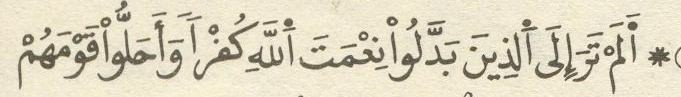 * أَلَمْ تَرَ إِلَى ٱلَّذِينَ بَدَّلُوا۟ نِعْمَتَ ٱللَّهِ كُفْرًا وَأَحَلُّوا۟ قَوْمَهُمْ